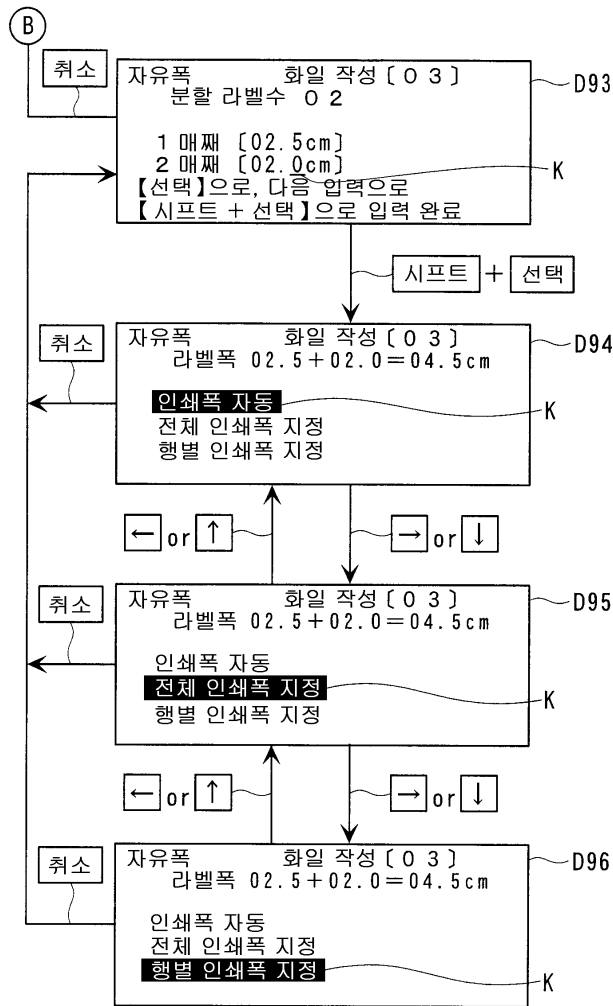 B
취소
자유폭 화일 작성〔０３〕
분할 라벨수 ０２
１ 매째 〔02.5cm〕
２ 매째 〔02.0cm〕
【선택】으로, 다음 입력으로
【시프트 + 선택】으로 입력 완료
D93
K
시프트 + 선택
취소
자유폭 화일 작성〔０３〕
라벨폭 02.5+02.0=04.5cm
인쇄폭 자동
전체 인쇄폭 지정
행별 인쇄폭 지정
D94
K
← or ↑
→ or ↓
취소
자유폭 화일 작성〔０３〕
라벨폭 02.5+02.0=04.5cm
인쇄폭 자동
전체 인쇄폭 지정
행별 인쇄폭 지정
D95
K
← or ↑
→ or ↓
취소
자유폭 화일 작성〔０３〕
라벨폭 02.5+02.0=04.5cm
인쇄폭 자동
전체 인쇄폭 지정
행별 인쇄폭 지정
D96
K